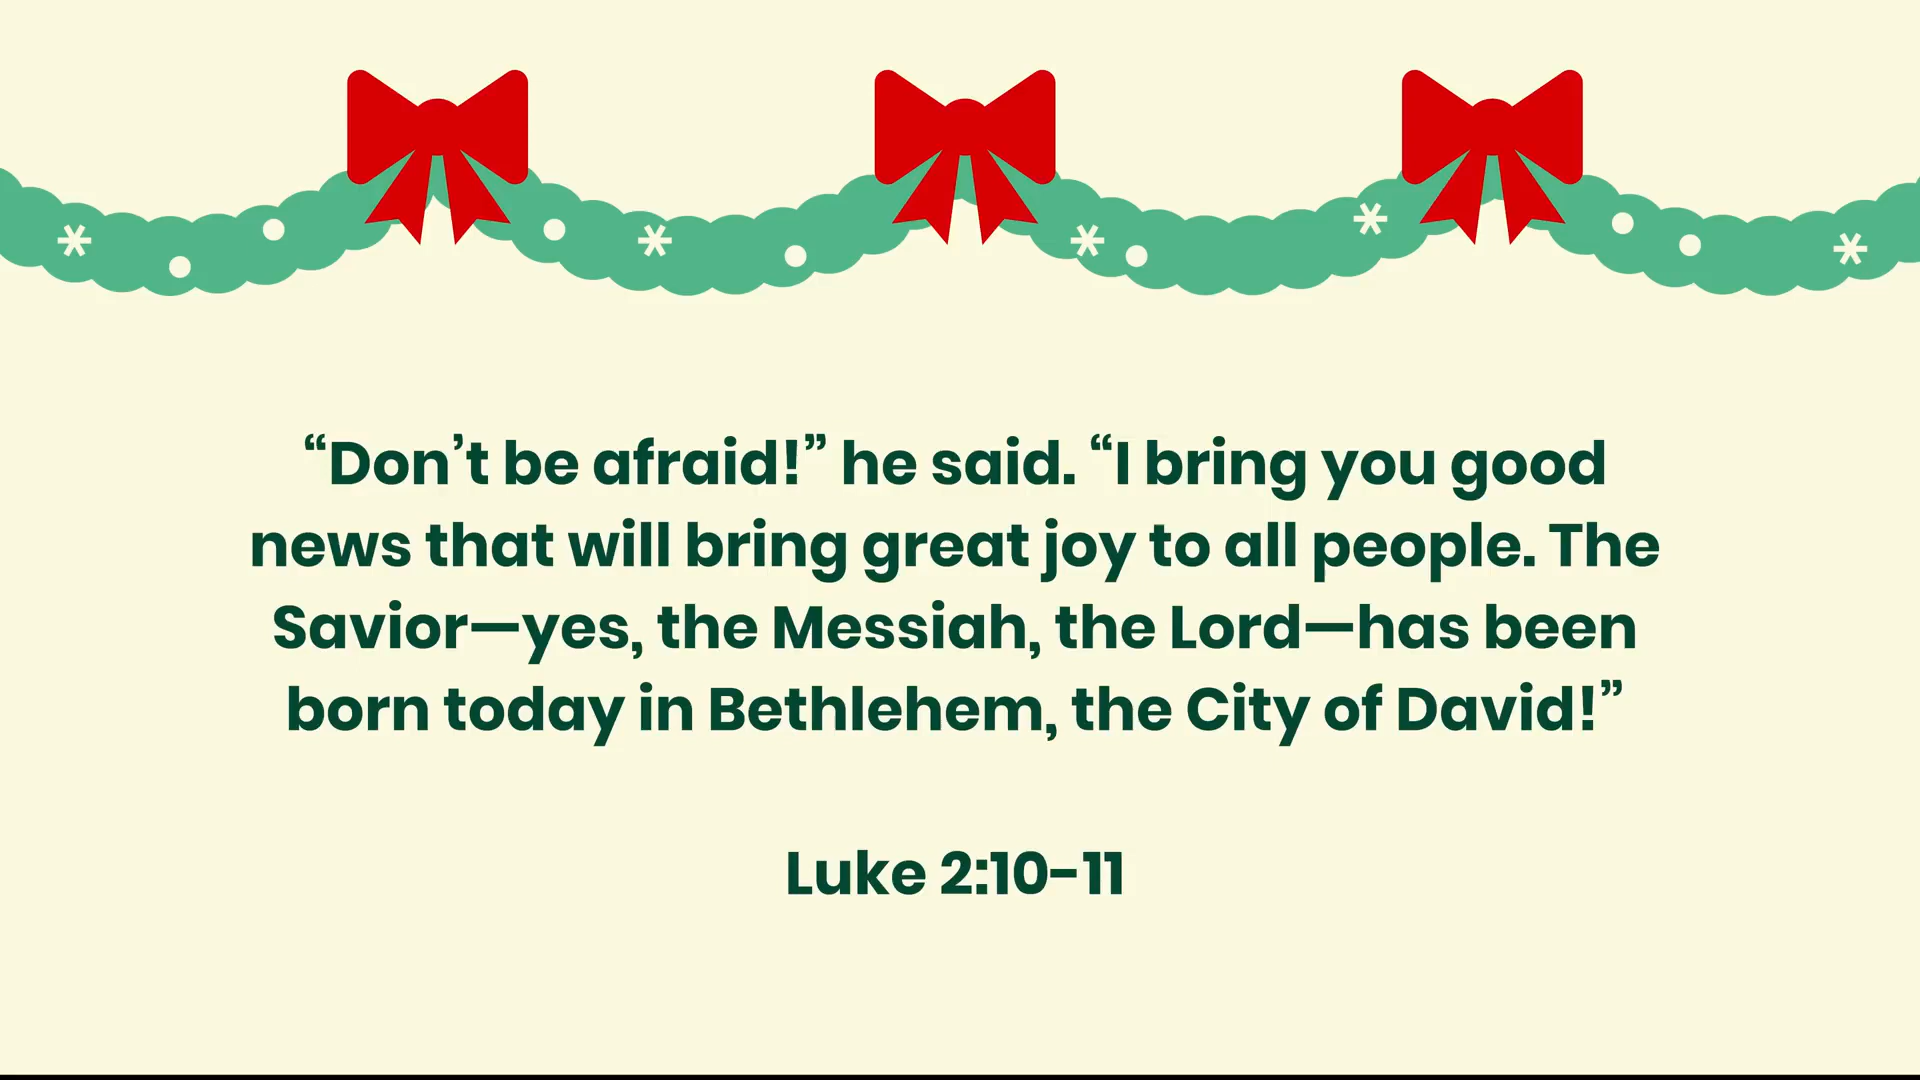 “Don’t be afraid!” he said. “I bring you good
news that will bring great joy to all people. The
Savior—yes, the Messiah, the Lord—has been
born today in Bethlehem, the City of David!”
Luke 2:10-11